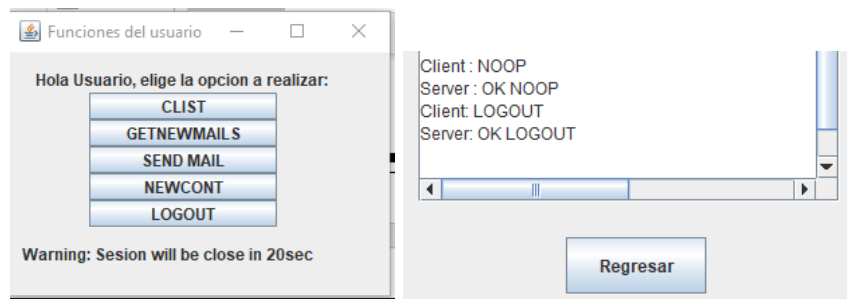 Funciones del usuario
Hola Usuario, elige la opcion a realizar:
CLIST
GETNEWMAILS
SEND MAIL
NEWCONT
LOGOUT
Warning: Sesion will be close in 20sec
Client : NOOP
Server : OK NOOP
Client: LOGOUT
Server: OK LOGOUT
Regresar